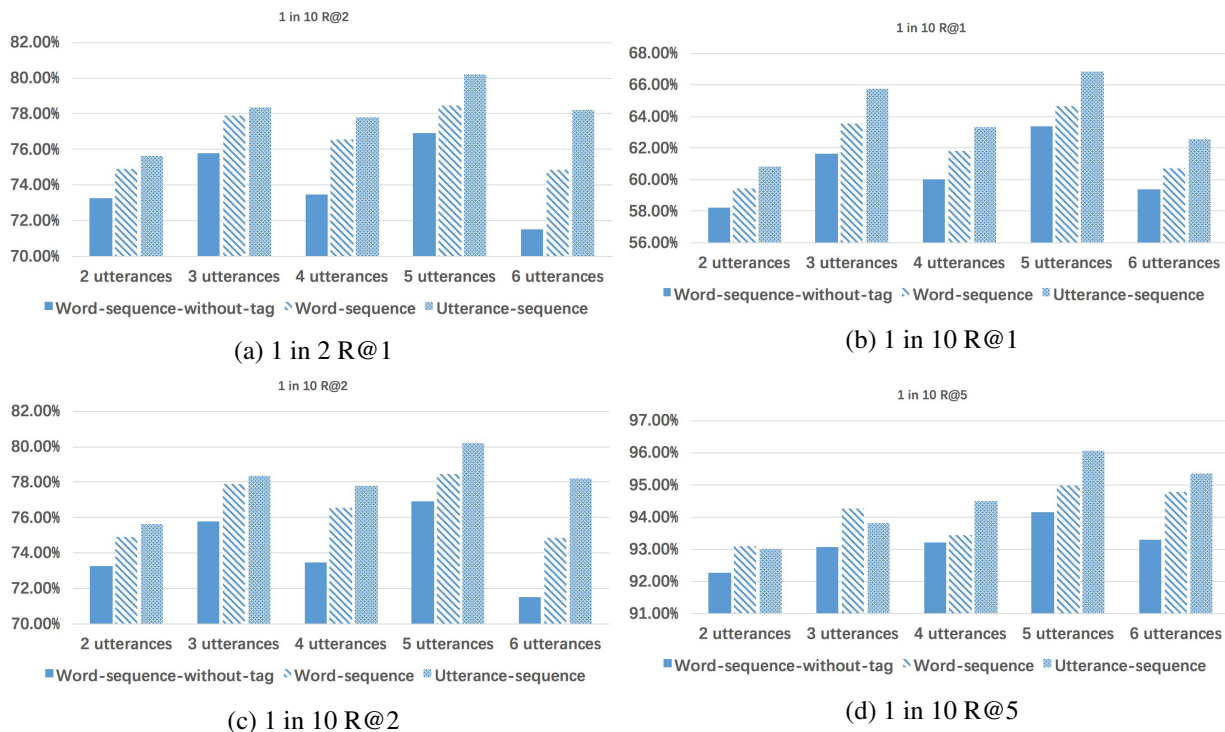 1 in 10 R@2
82.00%
80.00%
78.00%
76.00%
74.00%
72.00%
70.00%
2 utterances 3 utterances 4 utterances 5 utterances 6 utterances
Word-sequence-without-tag Word-sequence Utterance-sequence
(a) 1 in 2 R@1
1 in 10 R@1
68.00%
66.00%
64.00%
62.00%
60.00%
58.00%
56.00%
2 utterances 3 utterances 4 utterances 5 utterances 6 utterances
Word-sequence-without-tag Word-sequence Utterance-sequence
(b) 1 in 10 R@1
1 in 10 R@2
82.00%
80.00%
78.00%
76.00%
74.00%
72.00%
70.00%
2 utterances 3 utterances 4 utterances 5 utterances 6 utterances
Word-sequence-without-tag Word-sequence Utterance-sequence
(c) 1 in 10 R@2
1 in 10 R@5
97.00%
96.00%
95.00%
94.00%
93.00%
92.00%
91.00%
2 utterances 3 utterances 4 utterances 5 utterances 6 utterances
Word-sequence-without-tag Word-sequence Utterance-sequence
(d) 1 in 10 R@5